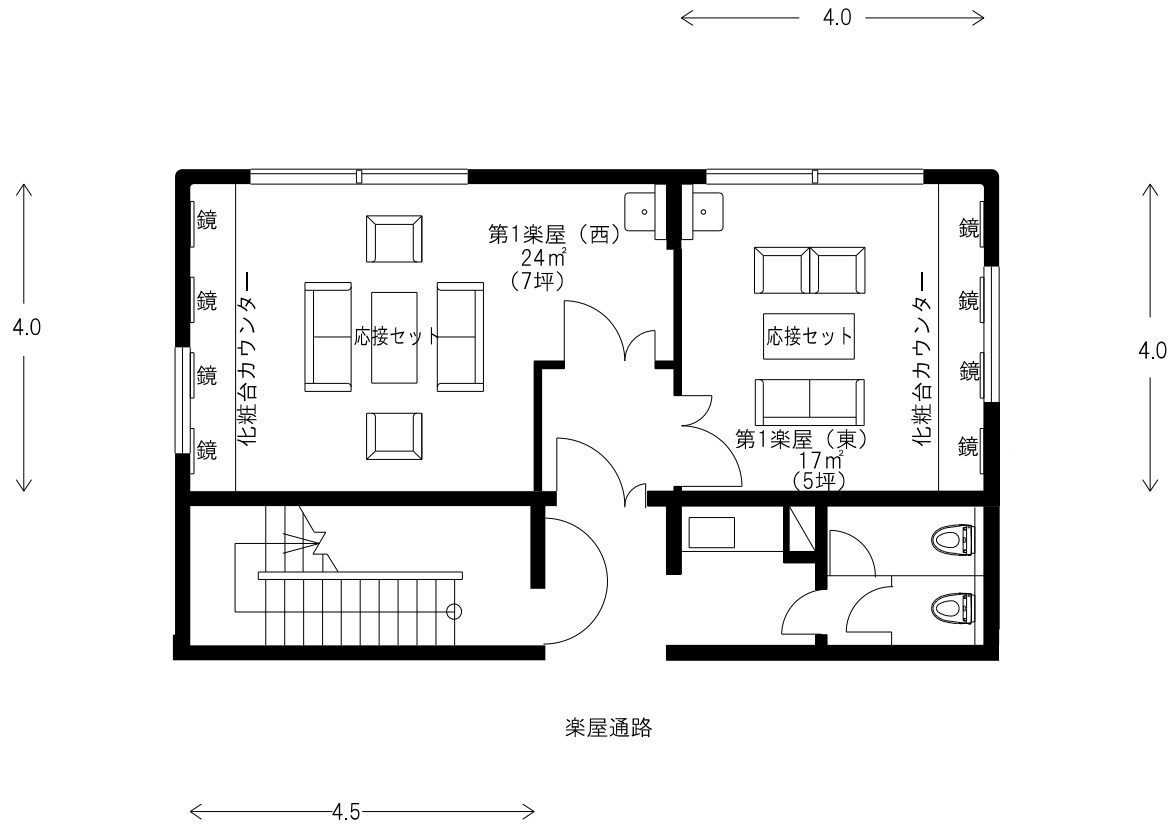 4.0
第1楽屋（西）
24㎡
（7坪）
鏡
鏡
鏡
鏡
化粧台カウンター
応接セット
4.0
鏡
鏡
鏡
鏡
化粧台カウンター
応接セット
第1楽屋（東）
17㎡
（5坪）
4.0
楽屋通路
4.5